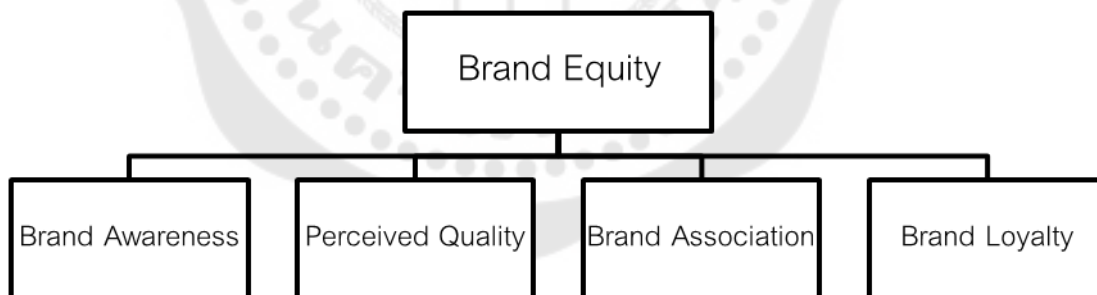 Brand Equity
Brand Awareness
Perceived Quality
Brand Association
Brand Loyalty